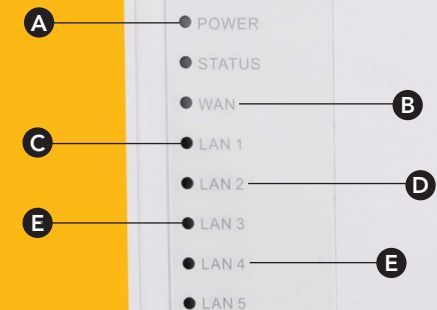 A POWER
STATUS
WAN B
C LAN 1
LAN 2 D
E LAN 3
LAN 4 E
LAN 5